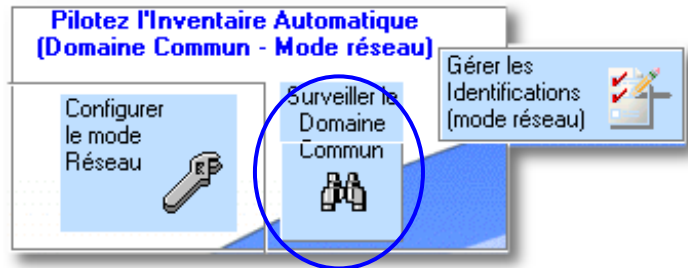 Pilotez l'Inventaire Automatique
(Domaine Commun - Mode réseau)
Gérer les
Identifications
(mode réseau)
Configurer
le mode
Réseau
Surveiller le
Domaine
Commun